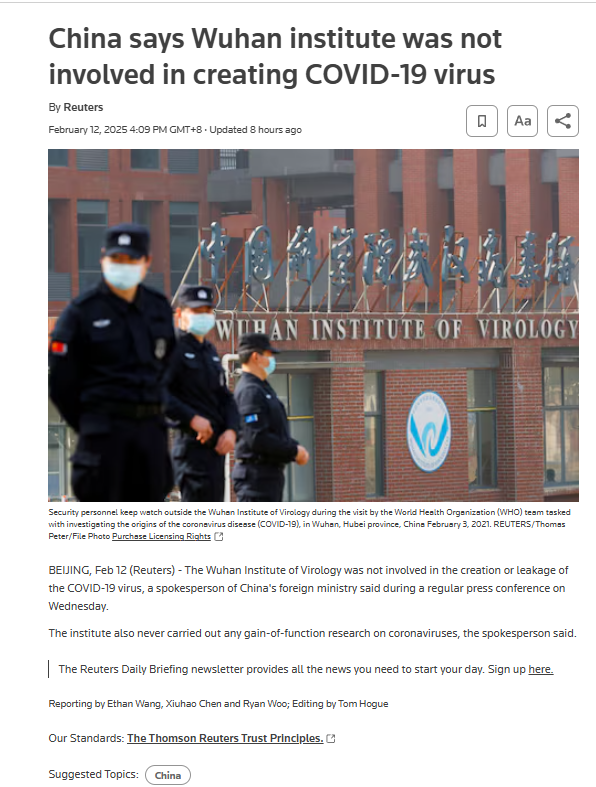 China says Wuhan institute was not
involved in creating COVID-19 virus
By Reuters
February 12, 2025 4:09 PM GMT+8 · Updated 8 hours ago
Aa
中国科学院武汉病毒
WUHAN INSTITUTE OF VIROLOGY
Security personnel keep watch outside the Wuhan Institute of Virology during the visit by the World Health Organization (WHO) team tasked
with investigating the origins of the coronavirus disease (COVID-19), in Wuhan, Hubei province, China February 3, 2021. REUTERS/Thomas
Peter/File Photo Purchase Licensing Rights
BEIJING, Feb 12 (Reuters) - The Wuhan Institute of Virology was not involved in the creation or leakage of
the COVID-19 virus, a spokesperson of China's foreign ministry said during a regular press conference on
Wednesday.
The institute also never carried out any gain-of-function research on coronaviruses, the spokesperson said.
The Reuters Daily Briefing newsletter provides all the news you need to start your day. Sign up here.
Reporting by Ethan Wang, Xiuhao Chen and Ryan Woo; Editing by Tom Hogue
Our Standards: The Thomson Reuters Trust Principles.
Suggested Topics:
China